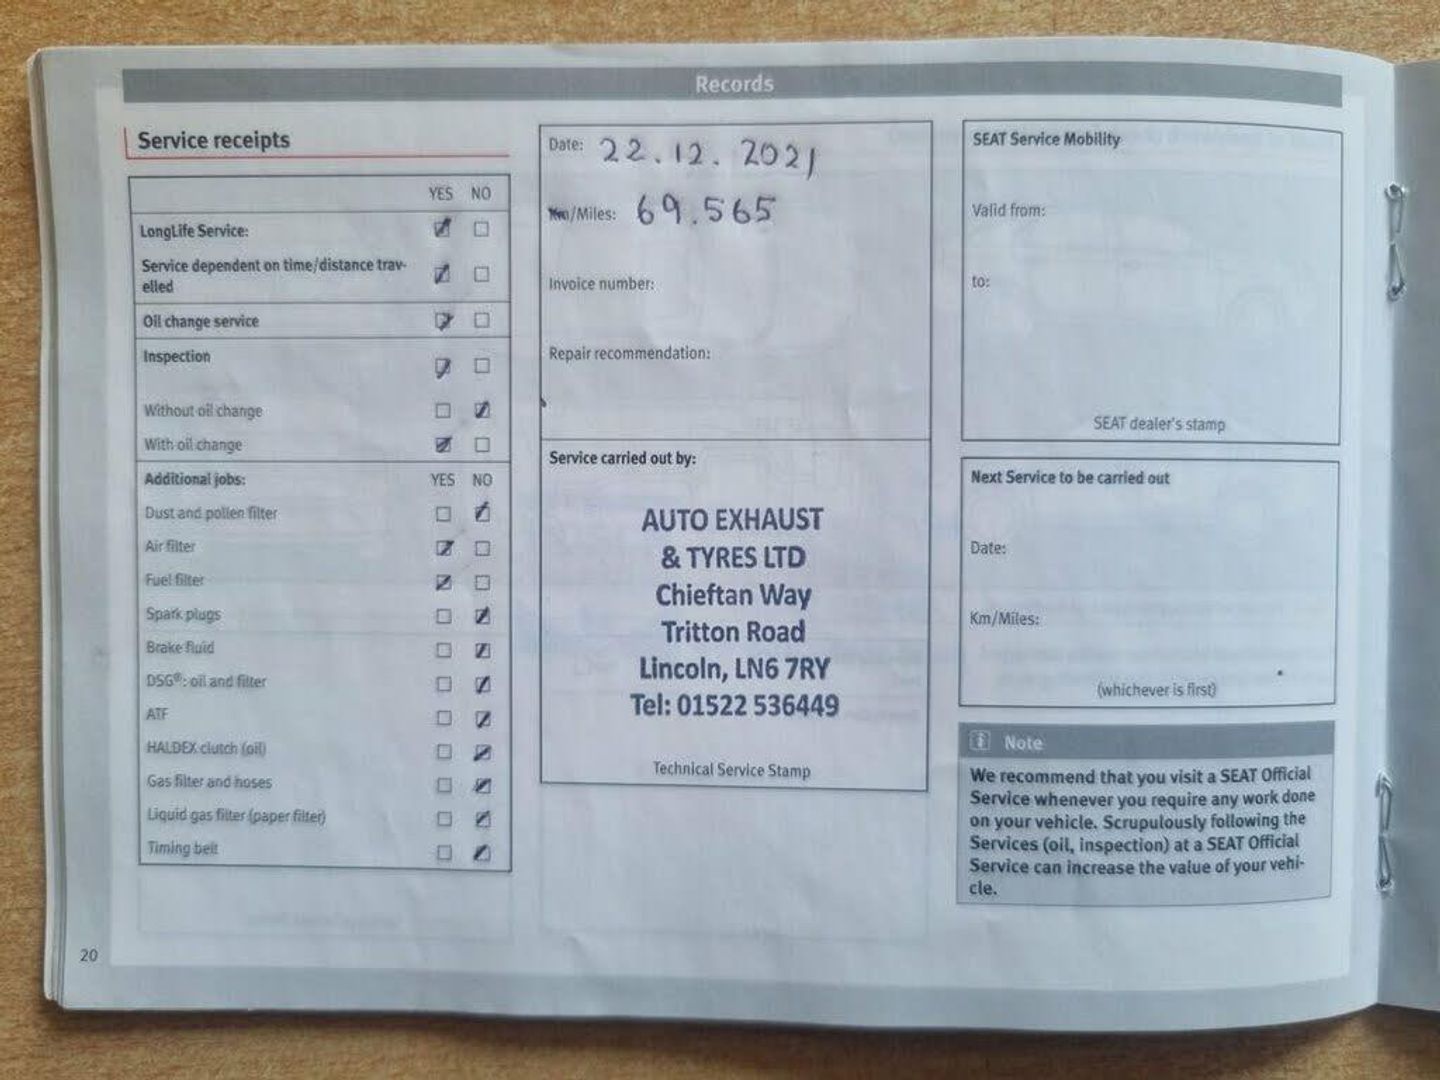 Records
Service receipts
YES NO
LongLife Service:
Service dependent on time/distance trav-
elled
Oil change service
Inspection
Without oil change
With oil change
Additional jobs: YES NO
Dust and pollen filter
Air filter
Fuel filter
Spark plugs
Brake fluid
DSG®: oil and filter
ATF
HALDEX clutch (oil)
Gas filter and hoses
Liquid gas filter (paper filter)
Timing belt
20
Date: 22.12.2021
Km/Miles: 69.565
Invoice number:
Repair recommendation:
Service carried out by:
AUTO EXHAUST
& TYRES LTD
Chieftan Way
Tritton Road
Lincoln, LN6 7RY
Tel: 01522 536449
Technical Service Stamp
SEAT Service Mobility
Valid from:
to:
SEAT dealer's stamp
Next Service to be carried out
Date:
Km/Miles:
(whichever is first)
i Note
We recommend that you visit a SEAT Official
Service whenever you require any work done
on your vehicle. Scrupulously following the
Services (oil, inspection) at a SEAT Official
Service can increase the value of your vehi-
cle.